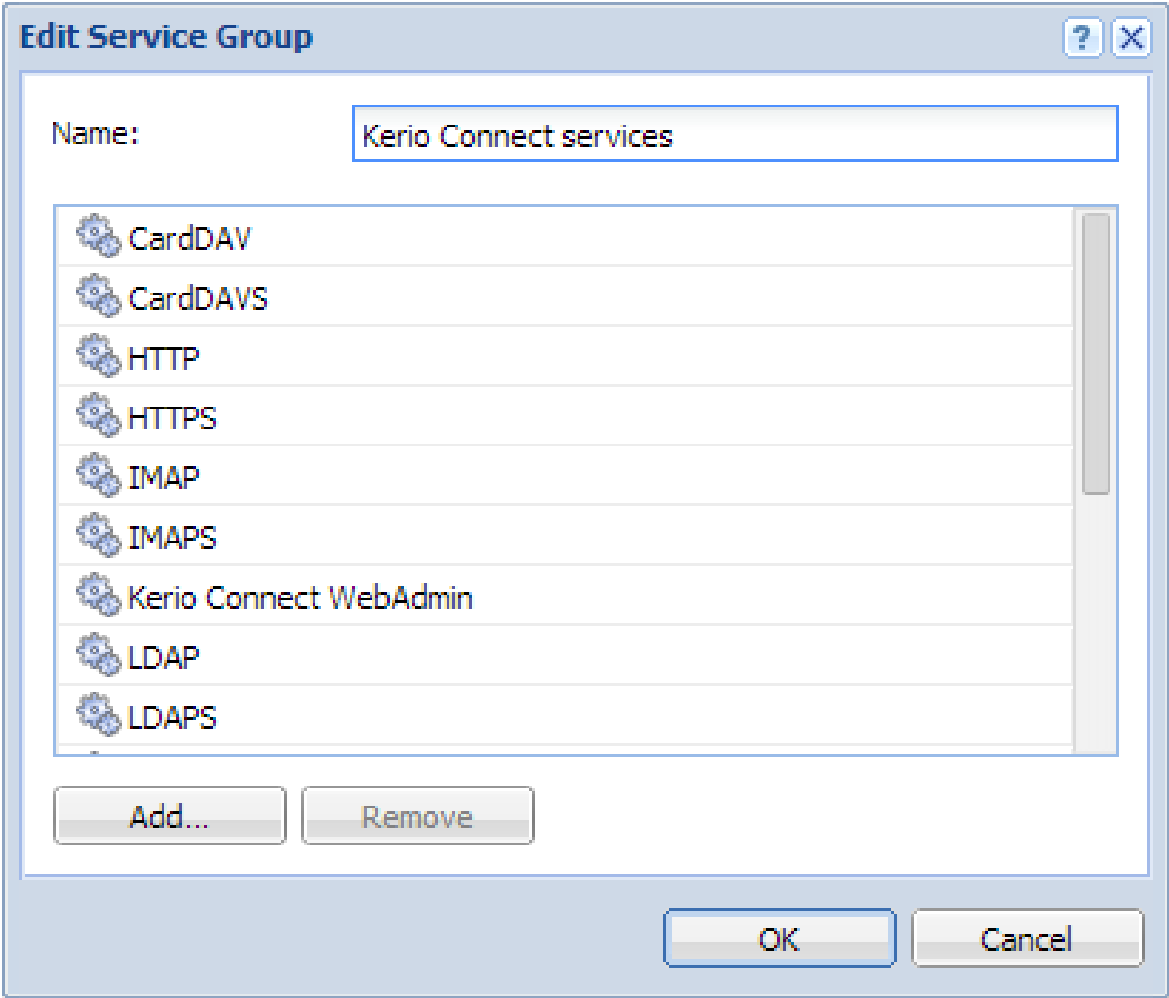 Edit Service Group
?
Name: Kerio Connect services
CardDAV
CardDAVS
HTTP
HTTPS
IMAP
IMAPS
Kerio Connect WebAdmin
LDAP
LDAPS
Add... Remove
OK Cancel